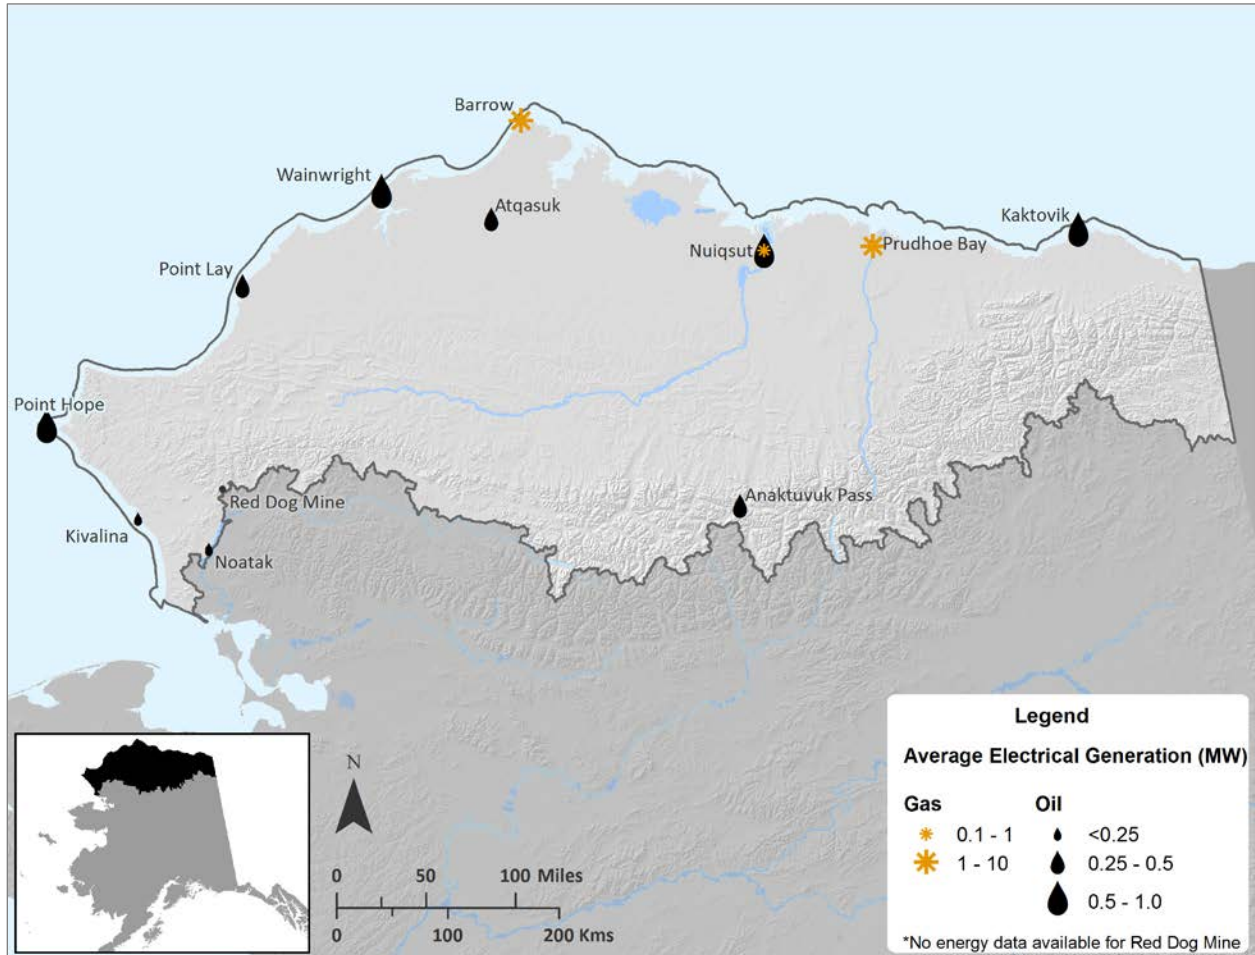 Barrow
Wainwright
Atqasuk
Kaktovik
Nuiqsut
Prudhoe Bay
Point Lay
Point Hope
Red Dog Mine
Anaktuvuk Pass
Kivalina
Noatak
N
0 50 100 Miles
0 100 200 Kms
Legend
Average Electrical Generation (MW)
Gas Oil
0.1 - 1 <0.25
1 - 10 0.25 - 0.5
0.5 - 1.0
*No energy data available for Red Dog Mine